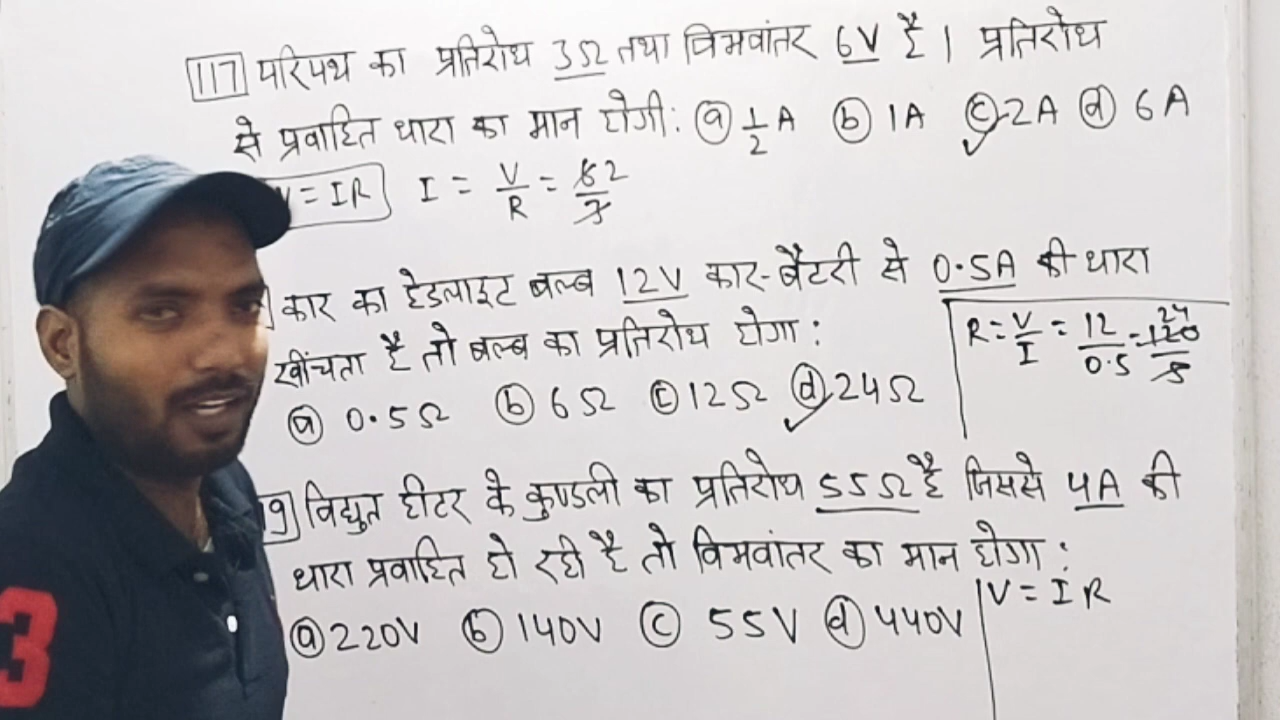 117 परिपथ का प्रतिरोध 3Ω तथा विभवांतर 6V है। प्रतिरोध
से प्रवाहित धारा का मान होगी: (a) 1/2 A (b) 1A (c) 2A (d) 6A
V = IR I = V/R = 6/3 2
कार का हेडलाइट बल्ब 12V कार-बैटरी से 0.5A की धारा
खींचता है तो बल्ब का प्रतिरोध होगा:
R = V/I = 12/0.5 = 120/5 24
(a) 0.5Ω (b) 6Ω (c) 12Ω (d) 24Ω
9 विद्युत हीटर के कुण्डली का प्रतिरोध 55Ω है जिससे 4A की
धारा प्रवाहित हो रही है तो विभवांतर का मान होगा:
V = IR
(a) 220V (b) 140V (c) 55V (d) 440V
3